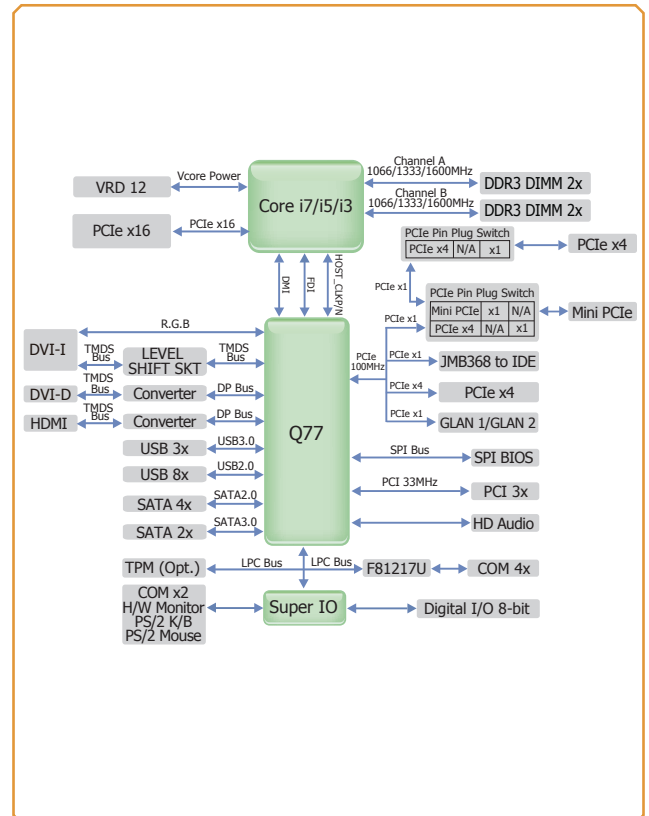 Channel A
1066/1333/1600MHz
Vcore Power
VRD 12
DDR3 DIMM 2x
Channel B
1066/1333/1600MHz
Core i7/i5/i3
DDR3 DIMM 2x
PCIe x16
PCIe x16
PCIe Pin Plug Switch
PCIe x4 N/A x1
PCIe x4
DMI
FDI
HOST_CLKP/N
PCIe x1
PCIe Pin Plug Switch
Mini PCIe x1 N/A
PCIe x4 N/A x1
Mini PCIe
PCIe x1
R.G.B
DVI-I
TMDS
Bus
LEVEL
SHIFT SKT
TMDS
Bus
PCIe
100MHz
PCIe x1
JMB368 to IDE
DVI-D
TMDS
Bus
Converter
DP Bus
PCIe x4
PCIe x4
HDMI
TMDS
Bus
Converter
DP Bus
PCIe x1
GLAN 1/GLAN 2
Q77
USB 3x
USB3.0
SPI Bus
SPI BIOS
USB 8x
USB2.0
PCI 33MHz
PCI 3x
SATA 4x
SATA2.0
HD Audio
SATA 2x
SATA3.0
TPM (Opt.)
LPC Bus
LPC Bus
F81217U
COM 4x
COM x2
H/W Monitor
PS/2 K/B
PS/2 Mouse
Super IO
Digital I/O 8-bit